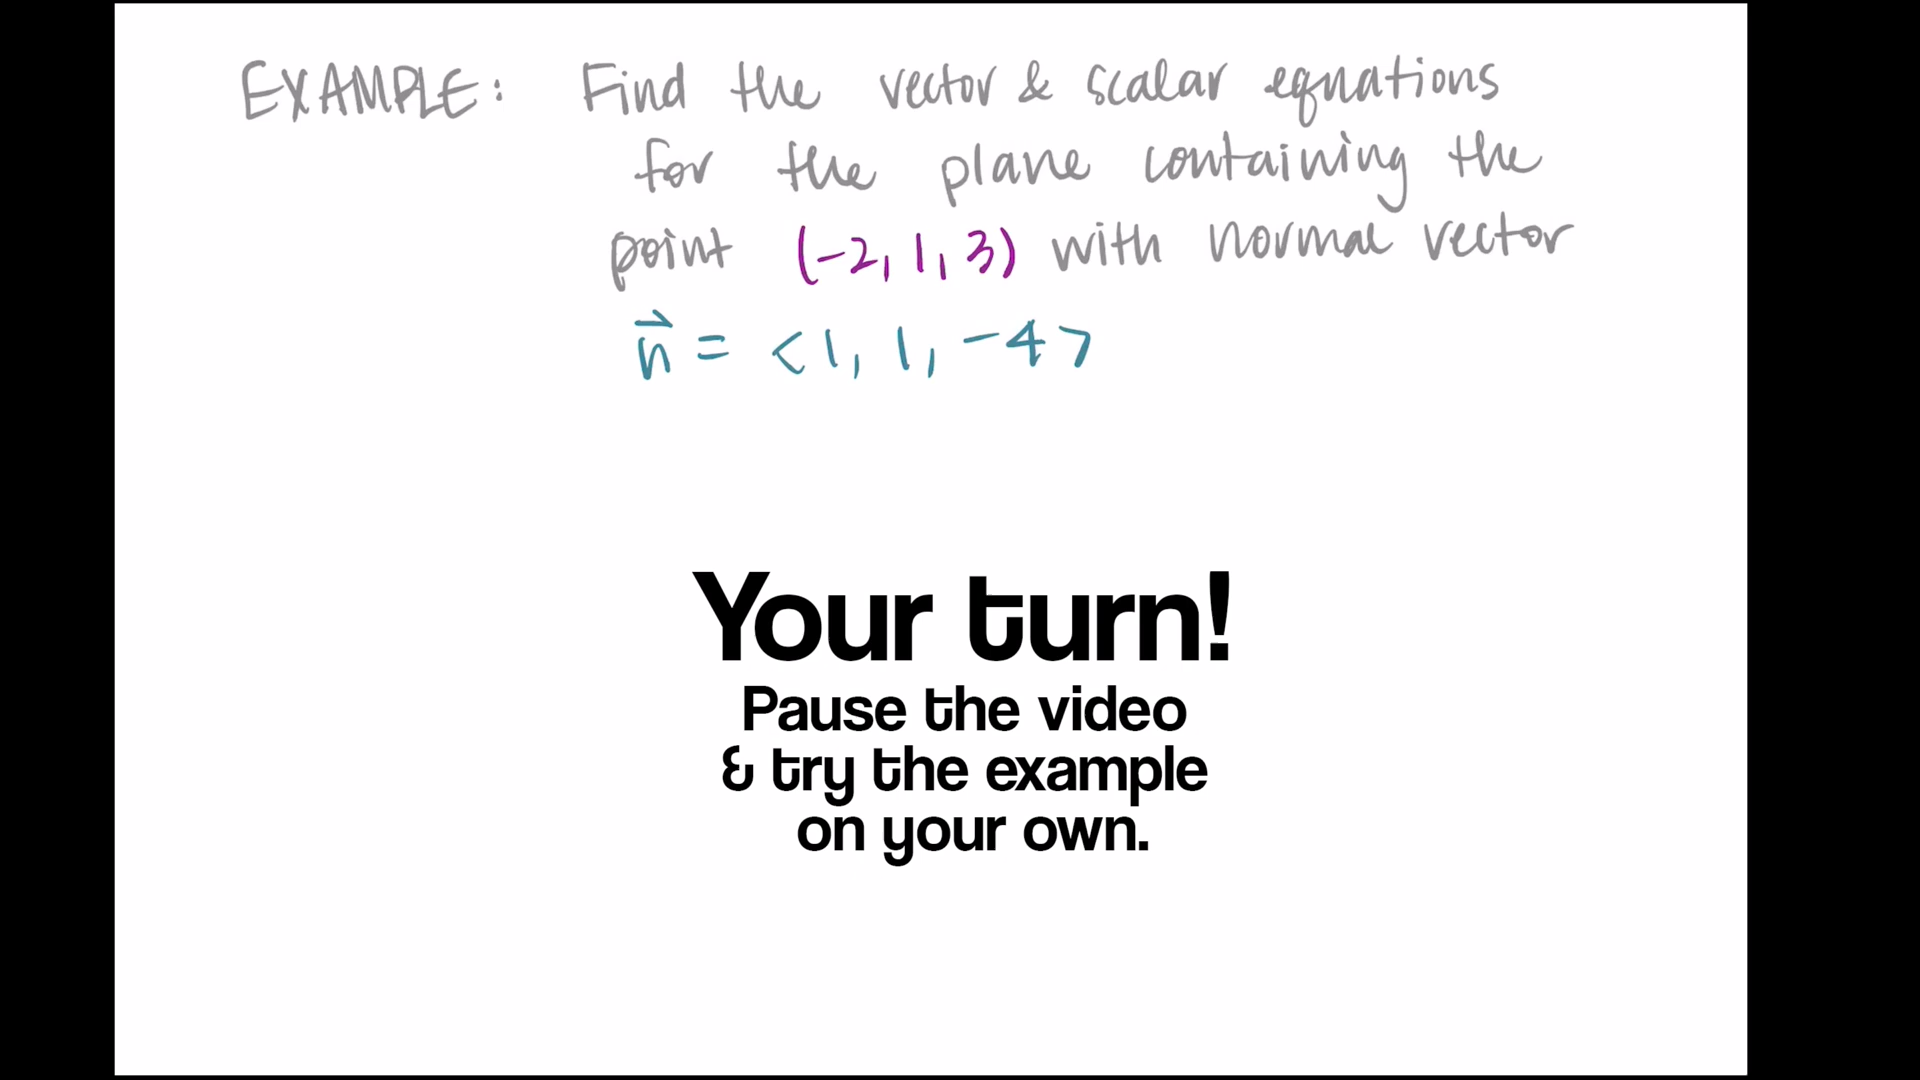 EXAMPLE: Find the vector & scalar equations
for the plane containing the
point (-2, 1, 3) with normal vector
n⃗ = <1, 1, -4>
Your turn!
Pause the video
& try the example
on your own.